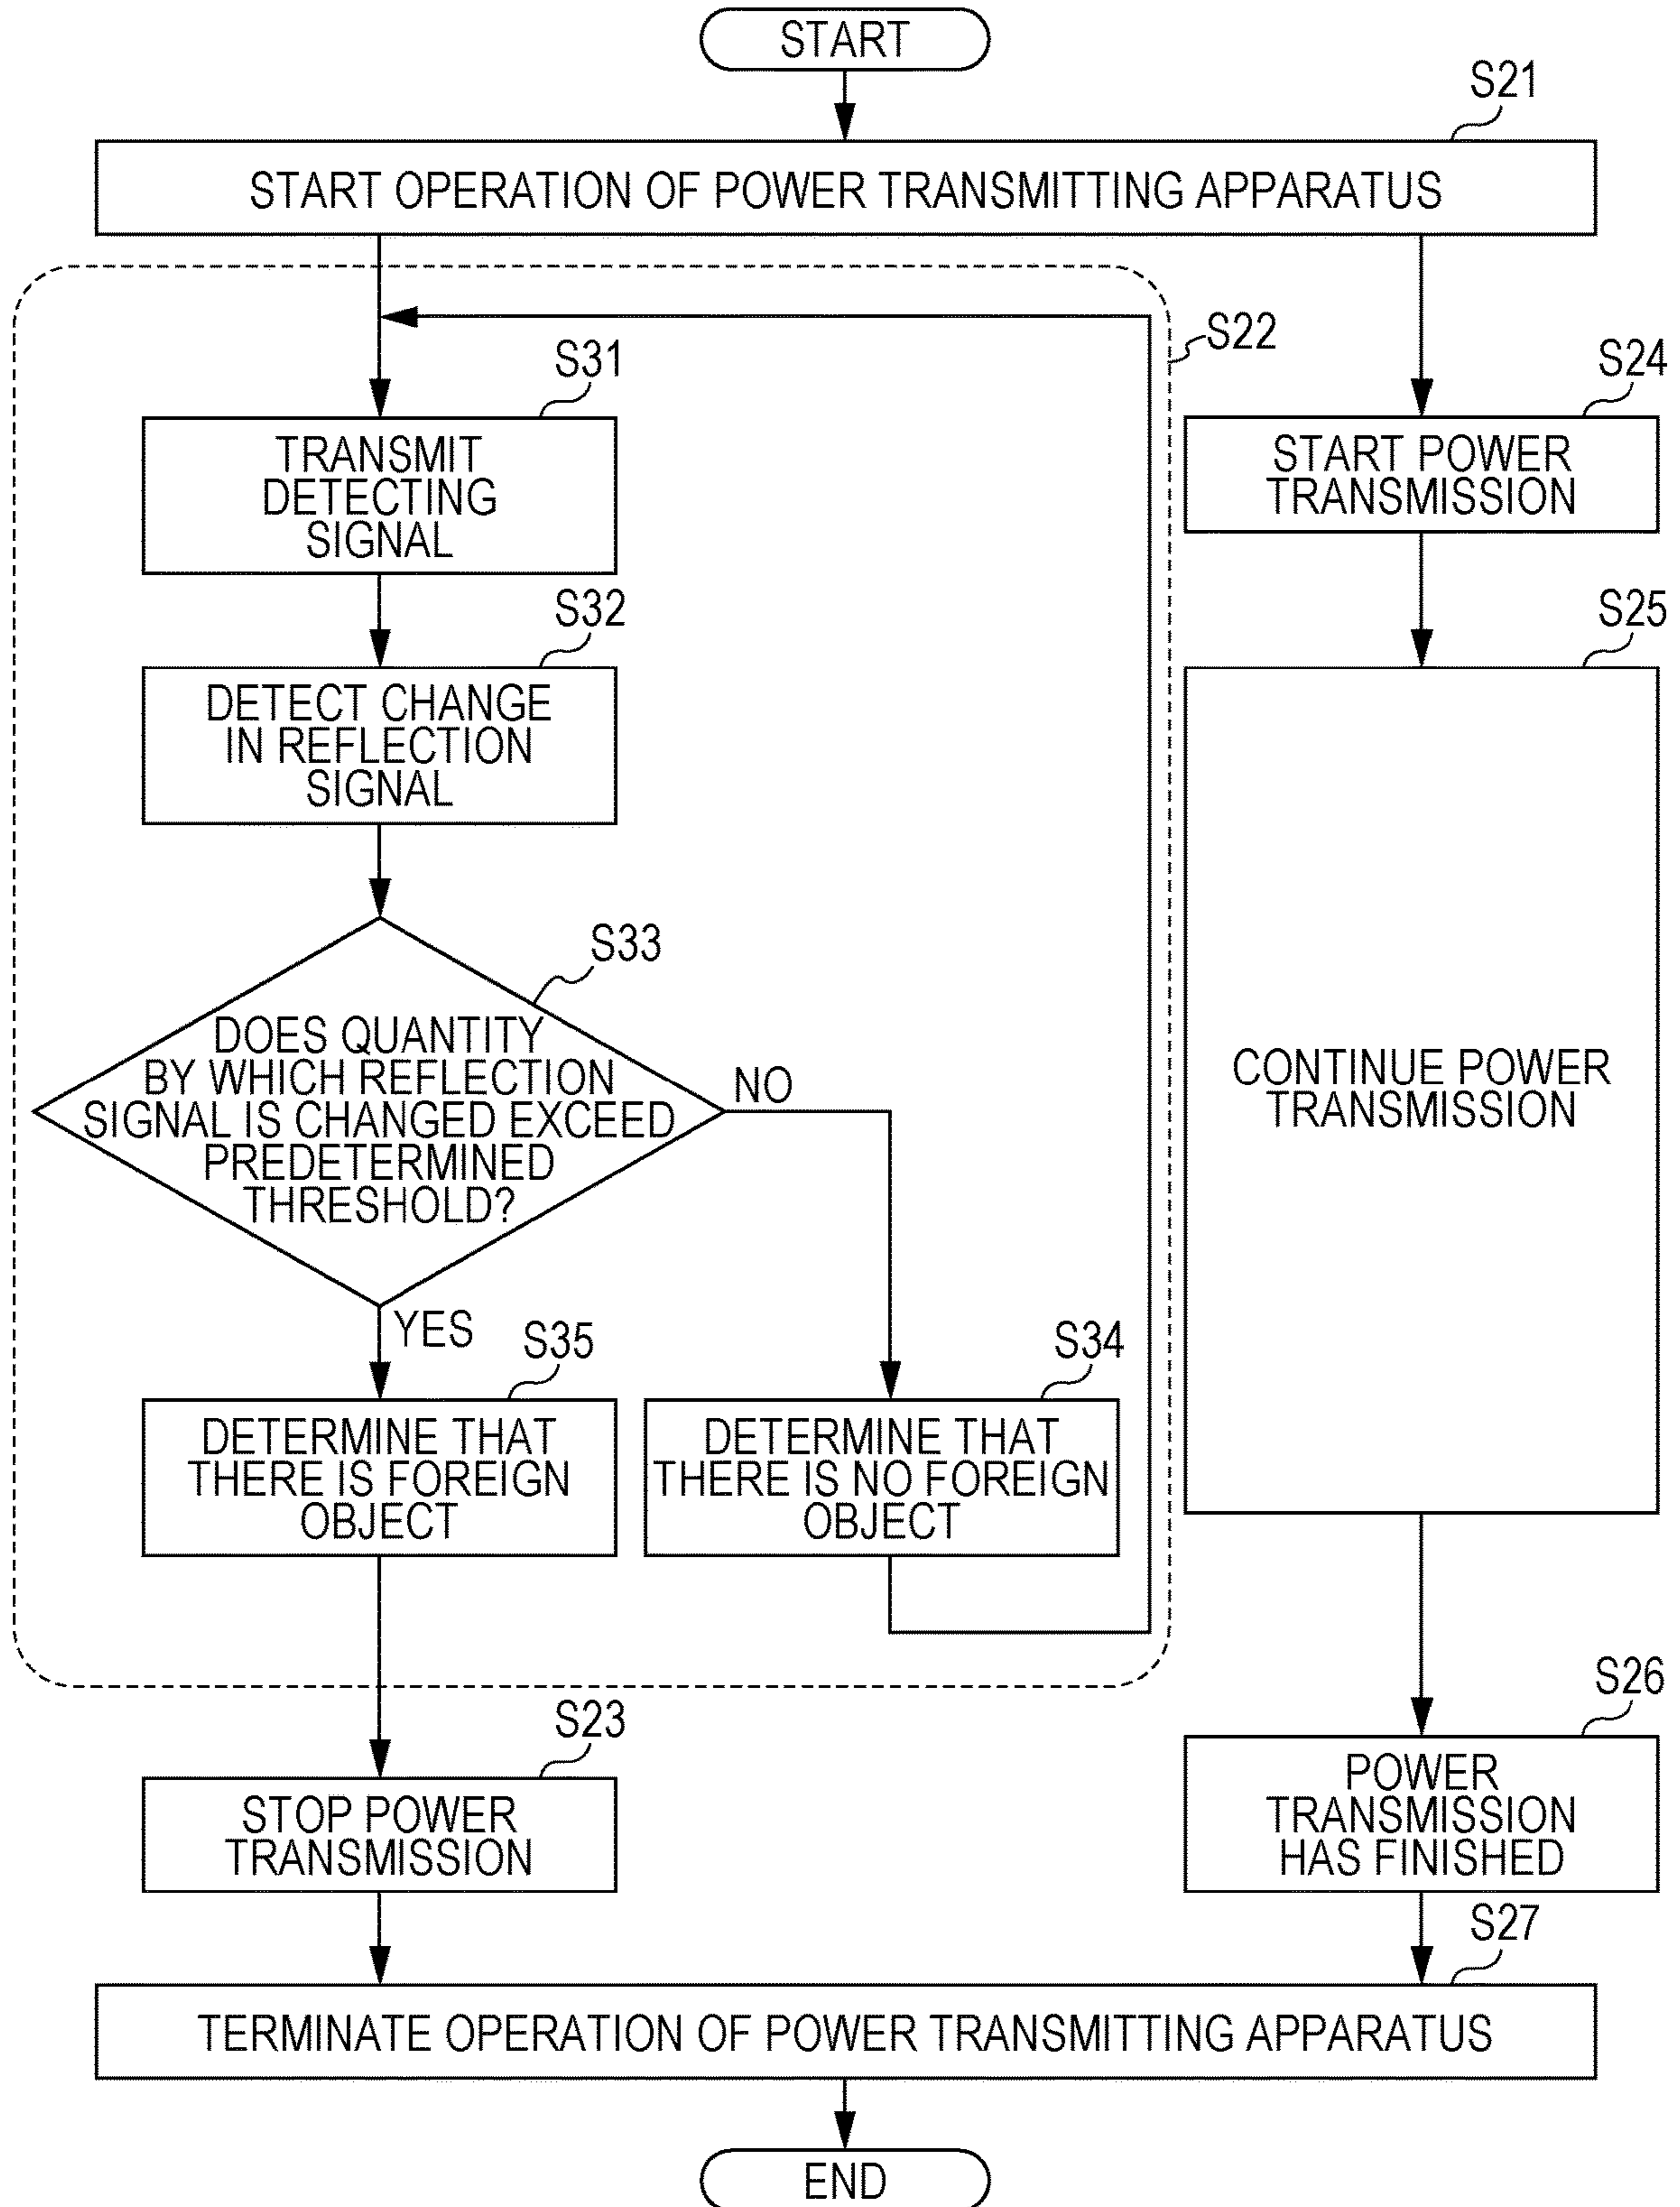 START
S21
START OPERATION OF POWER TRANSMITTING APPARATUS
S22
S31
TRANSMIT
DETECTING
SIGNAL
S32
DETECT CHANGE
IN REFLECTION
SIGNAL
S33
DOES QUANTITY
BY WHICH REFLECTION
SIGNAL IS CHANGED EXCEED
PREDETERMINED
THRESHOLD?
NO
YES
S35
DETERMINE THAT
THERE IS FOREIGN
OBJECT
S34
DETERMINE THAT
THERE IS NO FOREIGN
OBJECT
S23
STOP POWER
TRANSMISSION
S24
START POWER
TRANSMISSION
S25
CONTINUE POWER
TRANSMISSION
S26
POWER
TRANSMISSION
HAS FINISHED
S27
TERMINATE OPERATION OF POWER TRANSMITTING APPARATUS
END